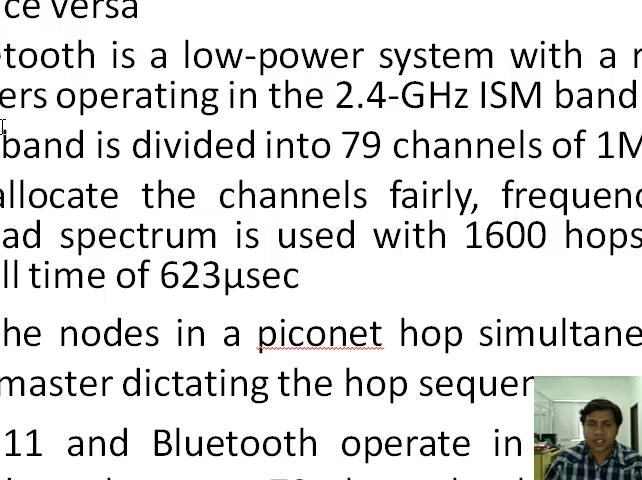 ce versa
etooth is a low-power system with a r
ers operating in the 2.4-GHz ISM band
band is divided into 79 channels of 1M
allocate the channels fairly, frequenc
ad spectrum is used with 1600 hops
ll time of 623µsec
he nodes in a piconet hop simultane
master dictating the hop sequen
11 and Bluetooth operate in